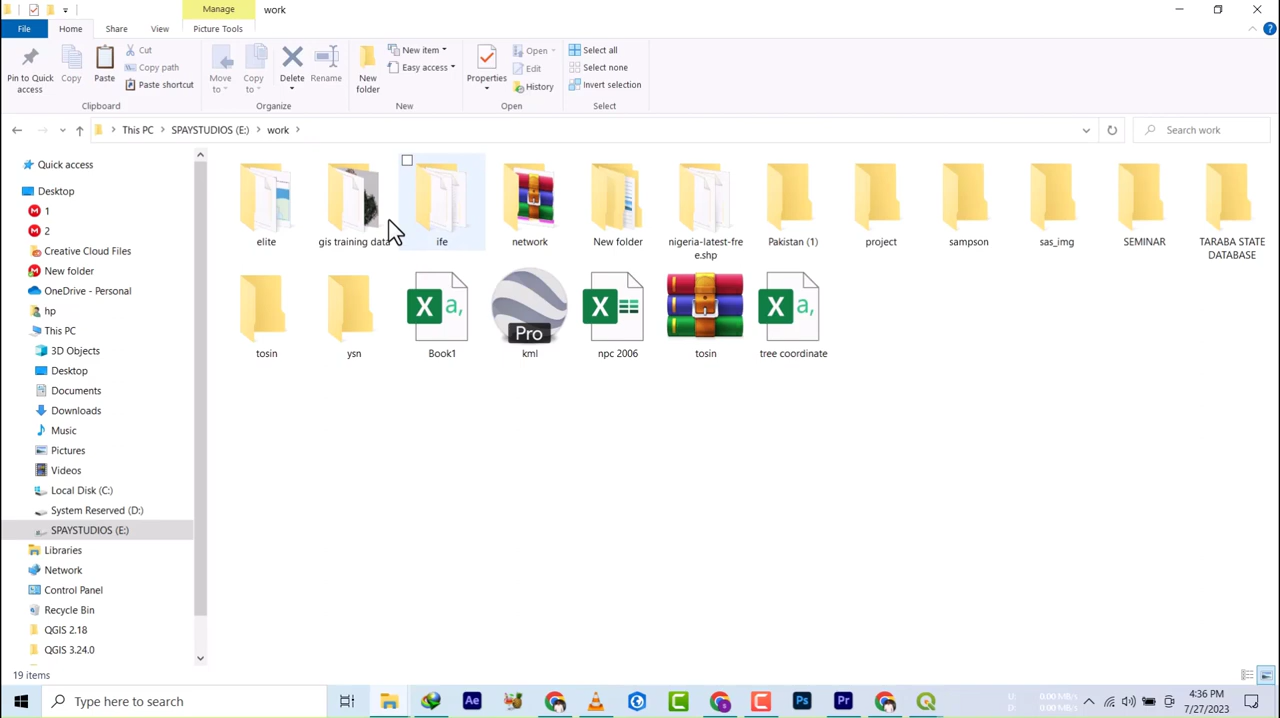 Manage
work
File
Home
Share
View
Picture Tools
Pin to Quick access
Copy
Paste
Cut
Copy path
Paste shortcut
Clipboard
Move to
Copy to
Delete
Rename
Organize
New folder
New item
Easy access
New
Properties
Open
Edit
History
Open
Select all
Select none
Invert selection
Select
This PC
SPAYSTUDIOS (E:)
work
Search work
Quick access
Desktop
1
2
Creative Cloud Files
New folder
OneDrive - Personal
hp
This PC
3D Objects
Desktop
Documents
Downloads
Music
Pictures
Videos
Local Disk (C:)
System Reserved (D:)
SPAYSTUDIOS (E:)
Libraries
Network
Control Panel
Recycle Bin
QGIS 2.18
QGIS 3.24.0
elite
gis training data
ife
network
New folder
nigeria-latest-fre
e.shp
Pakistan (1)
project
sampson
sas_img
SEMINAR
TARABA STATE
DATABASE
tosin
ysn
Book1
Pro
kml
npc 2006
tosin
tree coordinate
19 items
Type here to search
U: 0.00 MB/s
D: 0.00 MB/s
4:36 PM
7/27/2023